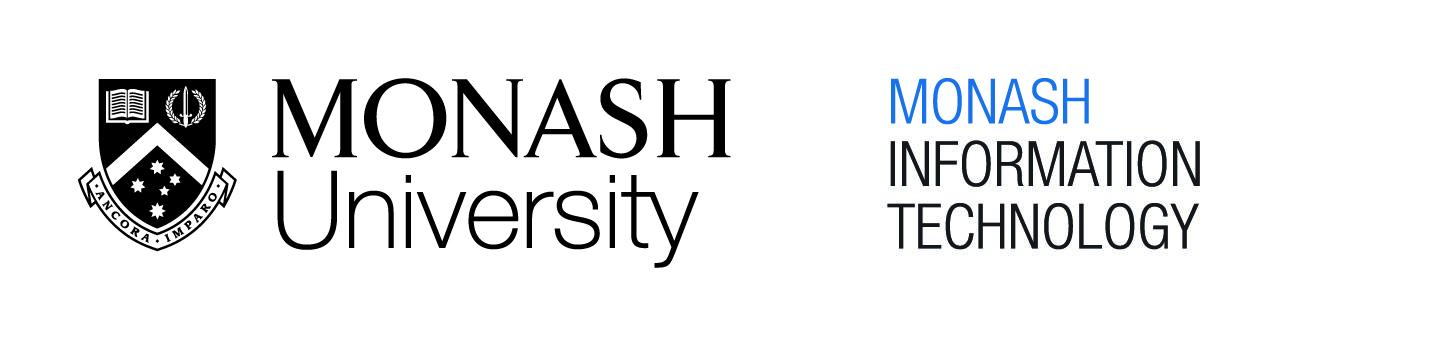 ANCORA · IMPARO
MONASH
University
MONASH
INFORMATION
TECHNOLOGY